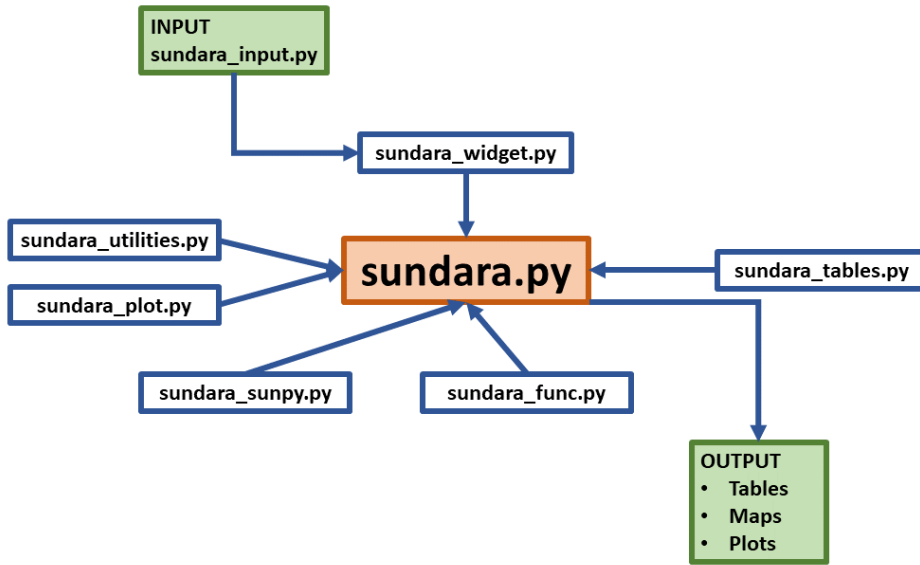 INPUT
sundara_input.py
sundara_widget.py
sundara_utilities.py
sundara.py
sundara_tables.py
sundara_plot.py
sundara_sunpy.py
sundara_func.py
OUTPUT
• Tables
• Maps
• Plots